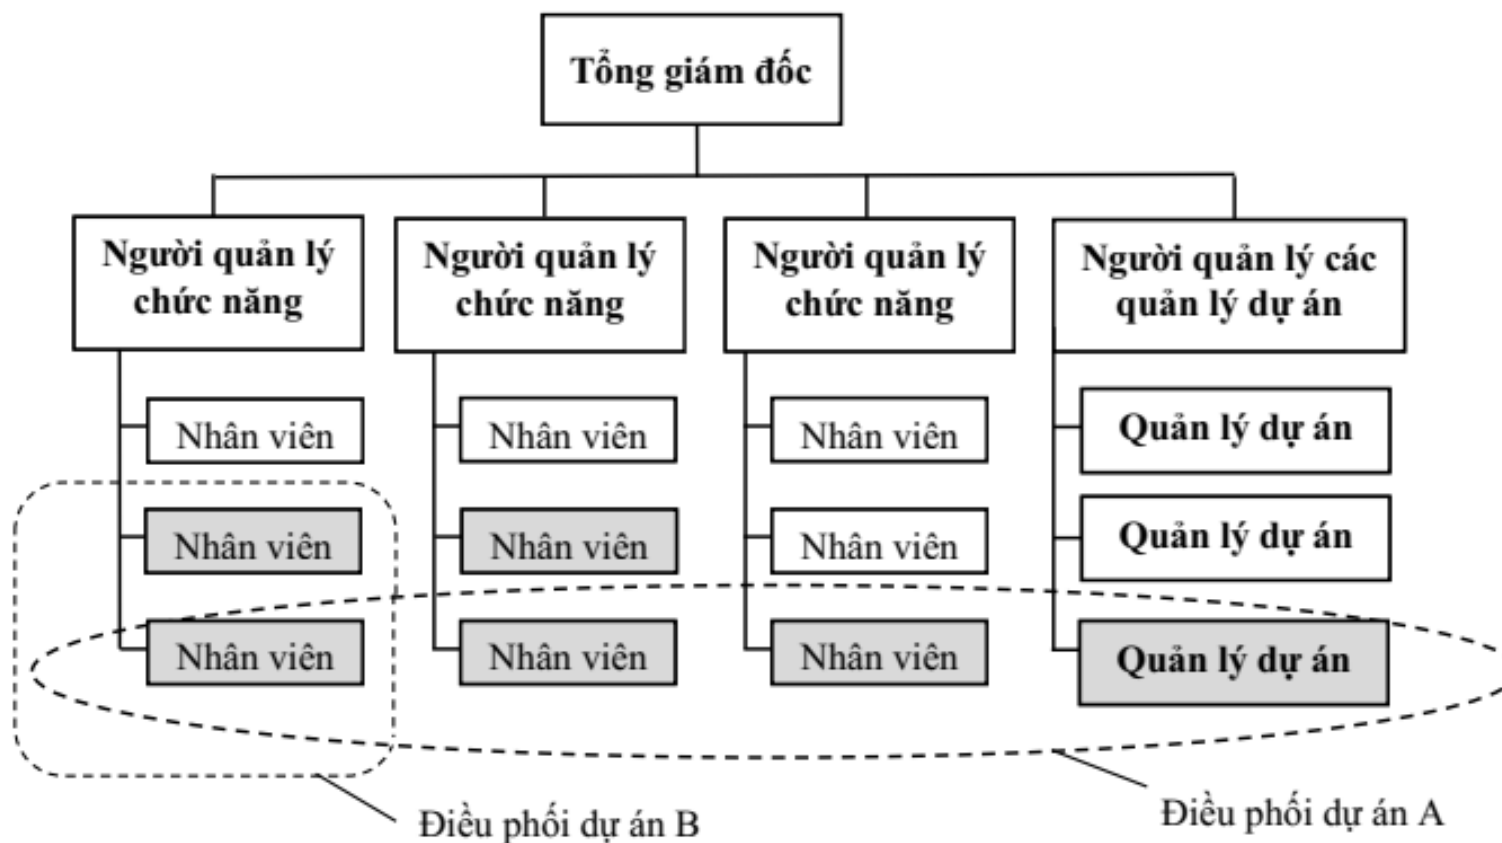 Tổng giám đốc
Người quản lý
chức năng
Người quản lý
chức năng
Người quản lý
chức năng
Người quản lý các
quản lý dự án
Nhân viên
Nhân viên
Nhân viên
Quản lý dự án
Nhân viên
Nhân viên
Nhân viên
Quản lý dự án
Nhân viên
Nhân viên
Nhân viên
Quản lý dự án
Điều phối dự án B
Điều phối dự án A